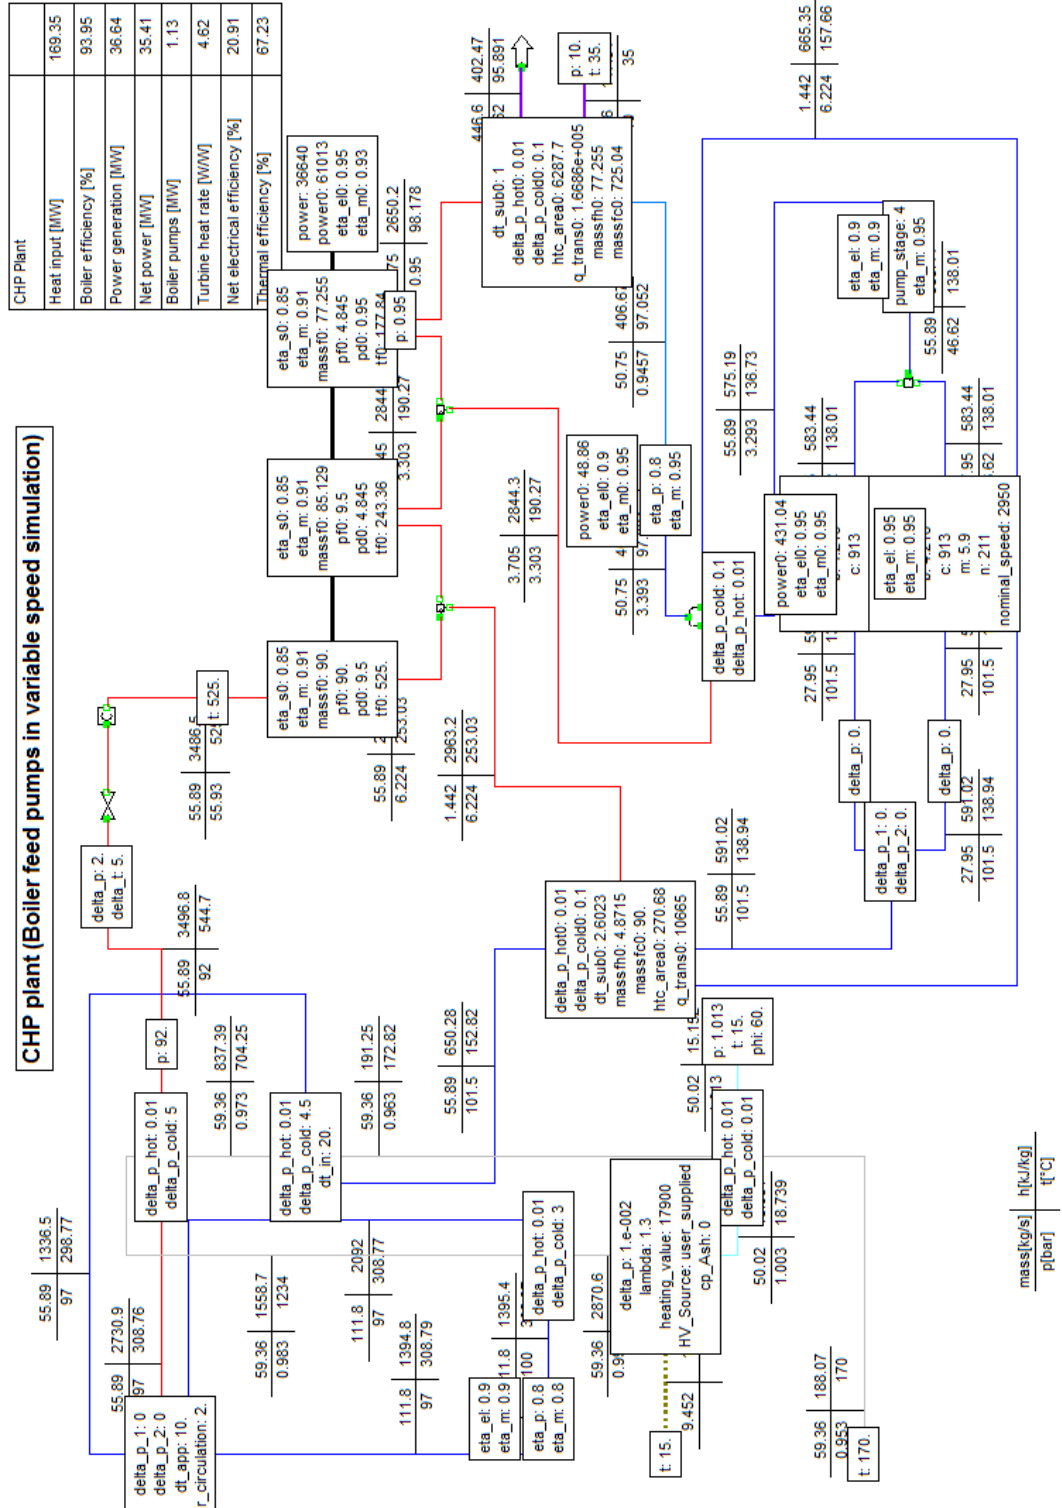 CHP plant (Boiler feed pumps in variable speed simulation)
CHP Plant
Heat input [MW] 169.35
Boiler efficiency [%] 93.95
Power generation [MW] 36.64
Net power [MW] 35.41
Boiler pumps [MW] 1.13
Turbine heat rate [W/W] 4.62
Net electrical efficiency [%] 20.91
Thermal efficiency [%] 67.23
55.89 1336.5
97 298.77
55.89 2730.9
97 308.76
delta_p_1: 0
delta_p_2: 0
dt_app: 10.
r_circulation: 2.
delta_p_hot: 0.01
delta_p_cold: 5
p: 92.
55.89 3496.8
92 544.7
delta_p: 2.
delta_t: 5.
55.89 3486.5
55.93
t: 525.
59.36 837.39
0.973 704.25
delta_p_hot: 0.01
delta_p_cold: 4.5
dt_in: 20.
59.36 1558.7
0.983 1234
59.36 191.25
0.963 172.82
111.8 2092
97 308.77
111.8 1394.8
97 308.79
11.8 1395.4
100
55.89 650.28
101.5 152.82
eta_el: 0.9
eta_m: 0.9
eta_p: 0.8
eta_m: 0.8
delta_p_hot: 0.01
delta_p_cold: 3
59.36 2870.6
delta_p: 1.e-002
lambda: 1.3
heating_value: 17900
HV_Source: user_supplied
cp_Ash: 0
t: 15.
9.452
delta_p_hot: 0.01
delta_p_cold: 0.01
50.02
1.003 18.739
50.02
p: 1.013
t: 15.
phi: 60.
59.36 188.07
0.953 170
t: 170.
eta_s0: 0.85
eta_m: 0.91
massf0: 90.
pf0: 90.
pd0: 9.5
tf0: 525.
55.89
6.224 253.03
1.442 2963.2
6.224 253.03
eta_s0: 0.85
eta_m: 0.91
massf0: 85.129
pf0: 9.5
pd0: 4.845
tf0: 243.36
45 2844
3.303 190.27
3.705 2844.3
3.303 190.27
eta_s0: 0.85
eta_m: 0.91
massf0: 77.255
pf0: 4.845
pd0: 0.95
tf0: 177.84
p: 0.95
power: 36640
power0: 61013
eta_el0: 0.95
eta_m0: 0.93
75 2650.2
0.95 98.178
446.6 402.47
95.891
p: 10.
t: 35.
35
dt_sub0: 1
delta_p_hot0: 0.01
delta_p_cold0: 0.1
htc_area0: 6287.7
q_trans0: 1.6686e+005
massfh0: 77.255
massfc0: 725.04
50.75 406.67
0.9457 97.052
power0: 48.86
eta_el0: 0.9
eta_m0: 0.95
eta_p: 0.8
eta_m: 0.95
50.75
3.393
delta_p_cold: 0.1
delta_p_hot: 0.01
55.89 575.19
3.293 136.73
1.442 665.35
6.224 157.66
delta_p_hot0: 0.01
delta_p_cold0: 0.1
dt_sub0: 2.6023
massfh0: 4.8715
massfc0: 90.
htc_area0: 270.68
q_trans0: 10665
55.89 591.02
101.5 138.94
delta_p_1: 0.
delta_p_2: 0.
delta_p: 0.
delta_p: 0.
27.95
101.5
27.95
101.5
27.95 591.02
101.5 138.94
power0: 431.04
eta_el0: 0.95
eta_m0: 0.95
c: 913
eta_el: 0.95
eta_m: 0.95
c: 913
m: 5.9
n: 211
nominal_speed: 2950
583.44
138.01
.95 583.44
.62 138.01
eta_el: 0.9
eta_m: 0.9
pump_stage: 4
eta_m: 0.95
55.89
46.62 138.01
mass[kg/s] h[kJ/kg]
p[bar] t[°C]